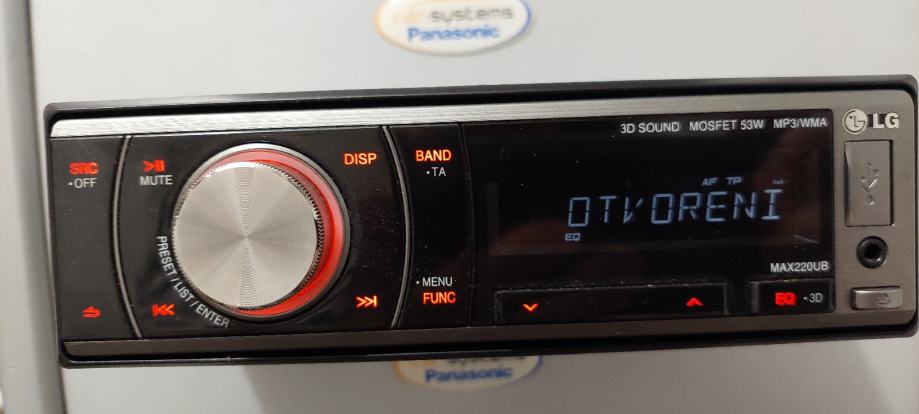 systems
Panasonic
3D SOUND MOSFET 53W MP3/WMA
LG
SRC
•OFF
MUTE
DISP
BAND
•TA
AF TP
OTVORENI
EQ
PRESET / LIST / ENTER
•MENU
FUNC
MAX220UB
EQ •3D
Panasonic